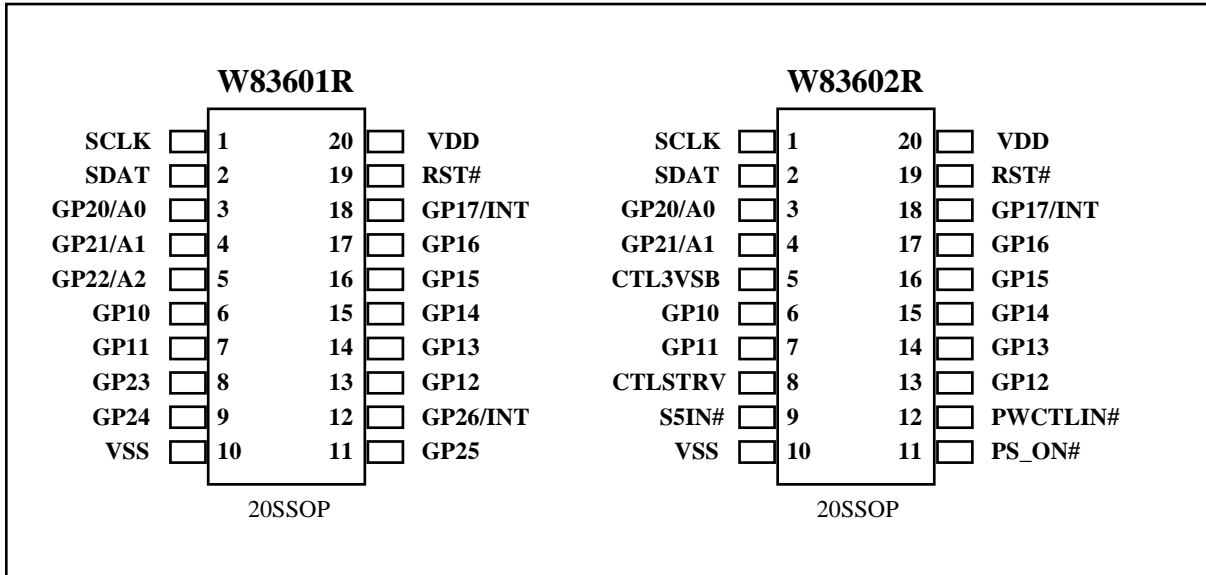 W83601R W83602R
SCLK 1 20 VDD SCLK 1 20 VDD
SDAT 2 19 RST# SDAT 2 19 RST#
GP20/A0 3 18 GP17/INT GP20/A0 3 18 GP17/INT
GP21/A1 4 17 GP16 GP21/A1 4 17 GP16
GP22/A2 5 16 GP15 CTL3VSB 5 16 GP15
GP10 6 15 GP14 GP10 6 15 GP14
GP11 7 14 GP13 GP11 7 14 GP13
GP23 8 13 GP12 CTLSTRV 8 13 GP12
GP24 9 12 GP26/INT S5IN# 9 12 PWCTLIN#
VSS 10 11 GP25 VSS 10 11 PS_ON#
20SSOP 20SSOP